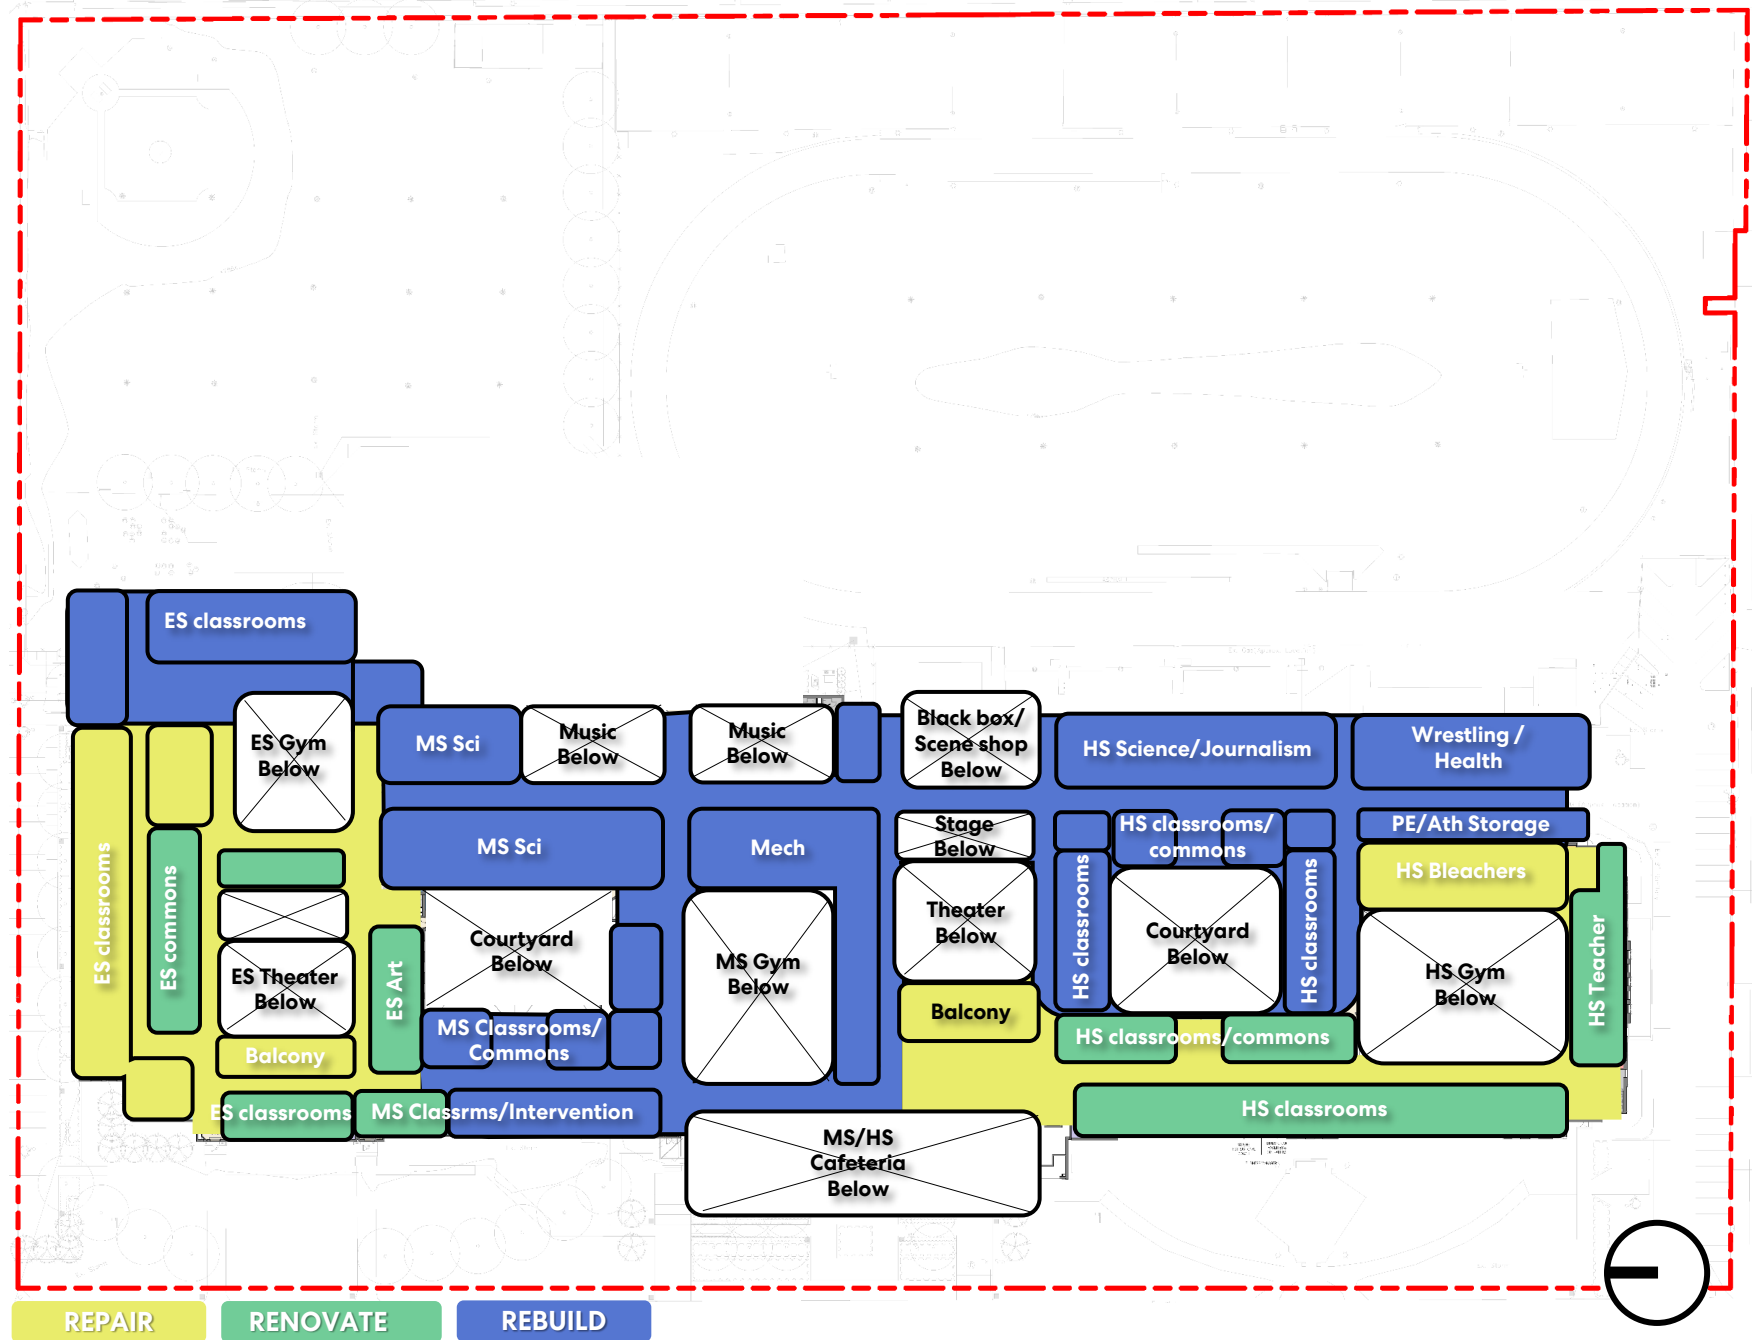 ES classrooms
MS Sci
Music
Below
Music
Below
Black box/
Scene shop
Below
HS Science/Journalism
Wrestling /
Health
ES Gym
Below
MS Sci
Mech
Stage
Below
HS classrooms/
commons
PE/Ath Storage
HS Bleachers
ES classrooms
ES commons
ES Theater
Below
Balcony
ES Art
Courtyard
Below
MS Classrooms/
Commons
MS Gym
Below
Theater
Below
Balcony
HS classrooms
Courtyard
Below
HS classrooms
HS Gym
Below
HS Teacher
HS classrooms/commons
ES classrooms
MS Classrms/Intervention
HS classrooms
MS/HS
Cafeteria
Below
REPAIR
RENOVATE
REBUILD